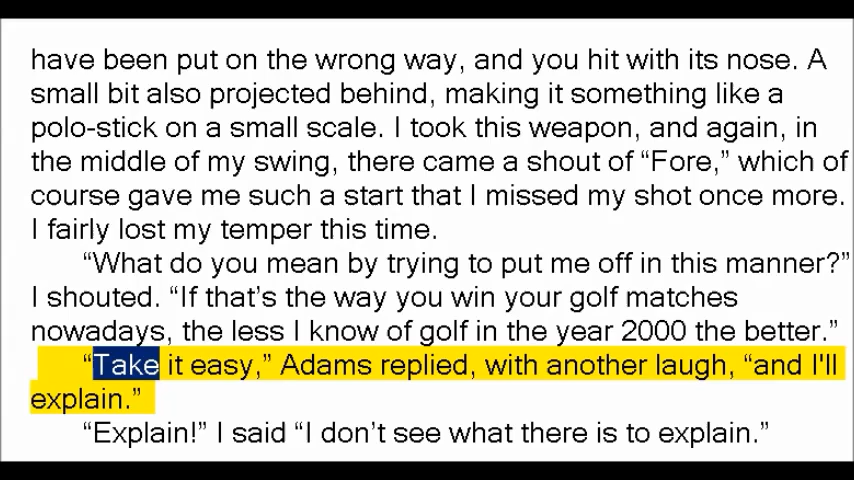 have been put on the wrong way, and you hit with its nose. A
small bit also projected behind, making it something like a
polo-stick on a small scale. I took this weapon, and again, in
the middle of my swing, there came a shout of “Fore,” which of
course gave me such a start that I missed my shot once more.
I fairly lost my temper this time.
“What do you mean by trying to put me off in this manner?”
I shouted. “If that’s the way you win your golf matches
nowadays, the less I know of golf in the year 2000 the better.”
“Take it easy,” Adams replied, with another laugh, “and I'll
explain.”
“Explain!” I said “I don’t see what there is to explain.”